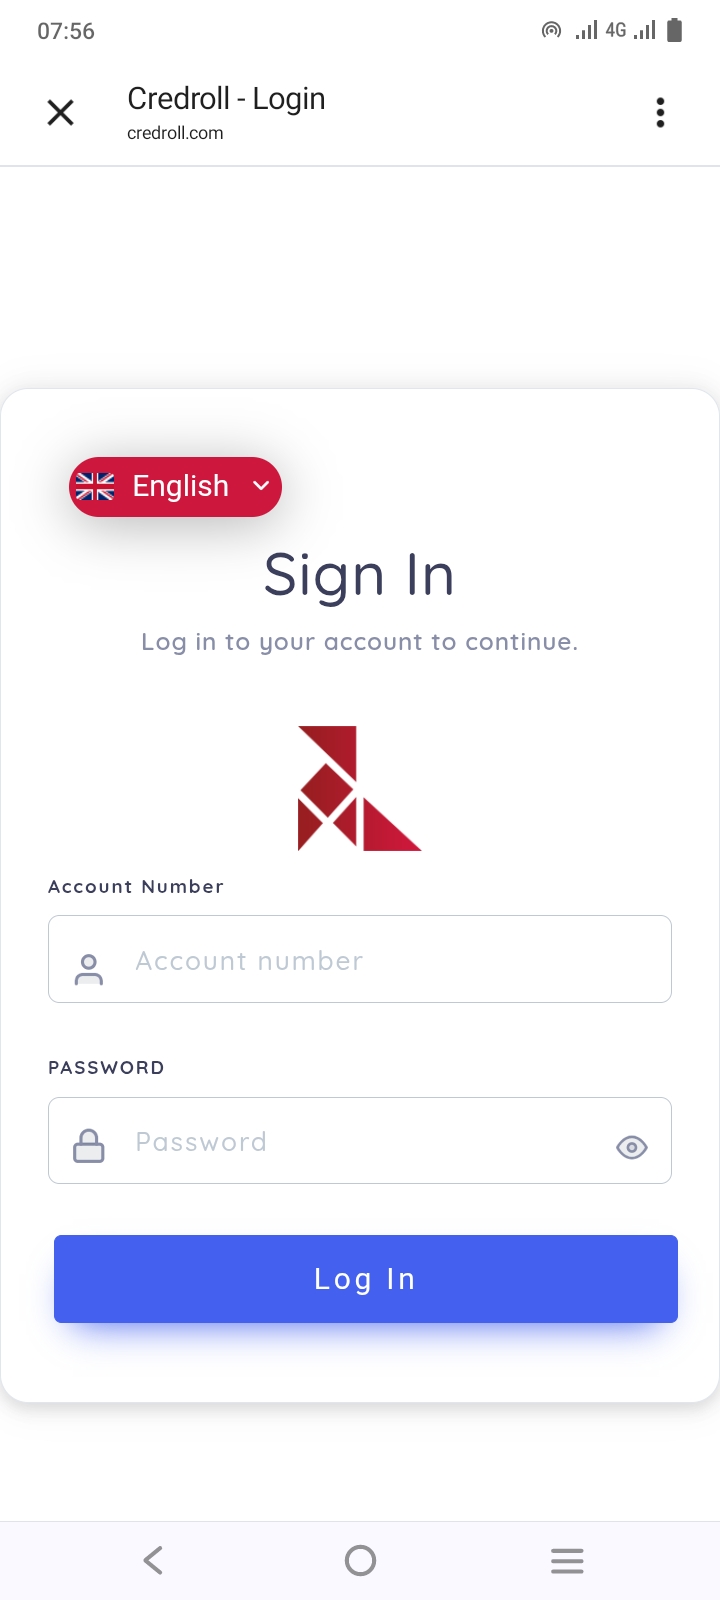 07:56
4G
Credroll - Login
credroll.com
English
Sign In
Log in to your account to continue.
Account Number
Account number
PASSWORD
Password
Log In